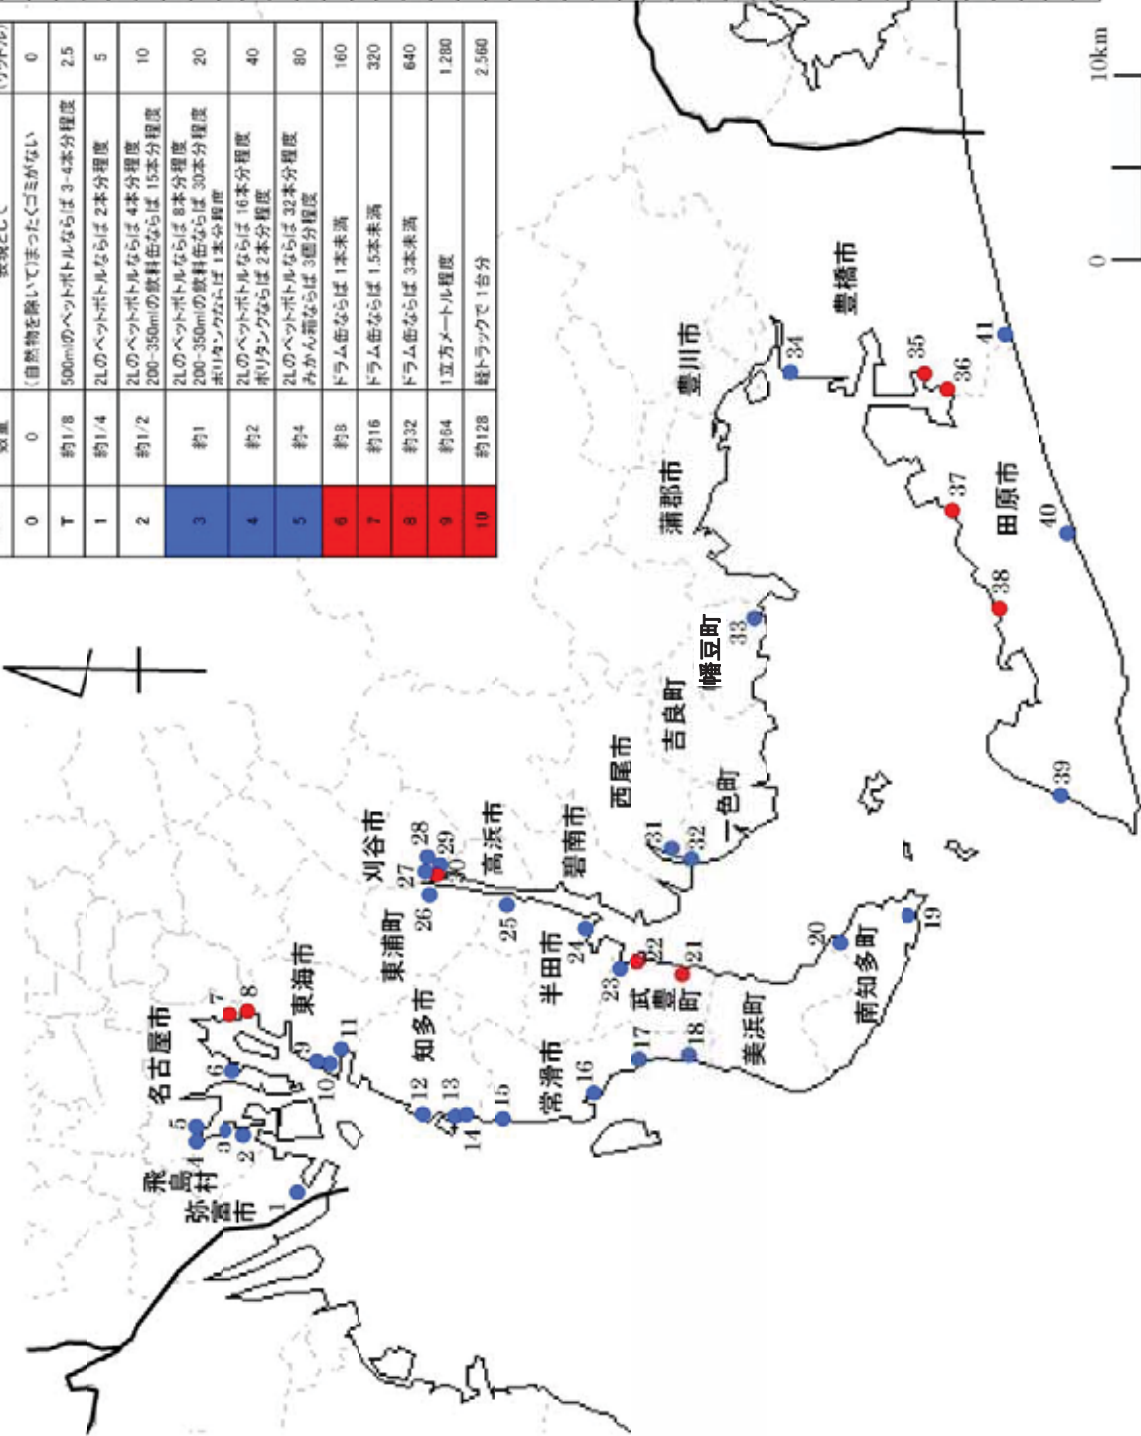 数量 表現として (リットル)
0 0 (自然物を除いて)まったくゴミがない 0
T 約1/8 500mlのペットボトルならば 3-4本分程度 2.5
1 約1/4 2Lのペットボトルならば 2本分程度 5
2 約1/2 2Lのペットボトルならば 4本分程度 10
200-350mlの飲料缶ならば 15本分程度
3 約1 2Lのペットボトルならば 8本分程度 20
200-350mlの飲料缶ならば 30本分程度
ポリタンクならば 1本分程度
4 約2 2Lのペットボトルならば 16本分程度 40
ポリタンクならば 2本分程度
5 約4 2Lのペットボトルならば 32本分程度 80
みかん箱ならば 3個分程度
6 約8 ドラム缶ならば 1本未満 160
7 約16 ドラム缶ならば 1.5本未満 320
8 約32 ドラム缶ならば 3本未満 640
9 約64 1立方メートル程度 1.280
10 約128 軽トラックで 1台分 2.560
名古屋市
飛島村
弥富市
東海市
知多市
東浦町
刈谷市
高浜市
半田市
碧南市
常滑市
武豊町
美浜町
南知多町
西尾市
一色町
吉良町
幡豆町
蒲郡市
豊川市
豊橋市
田原市
1
2
3
4
5
6
7
8
9
10
11
12
13
14
15
16
17
18
19
20
21
22
23
24
25
26
27
28
29
30
31
32
33
34
35
36
37
38
39
40
41
0 10km